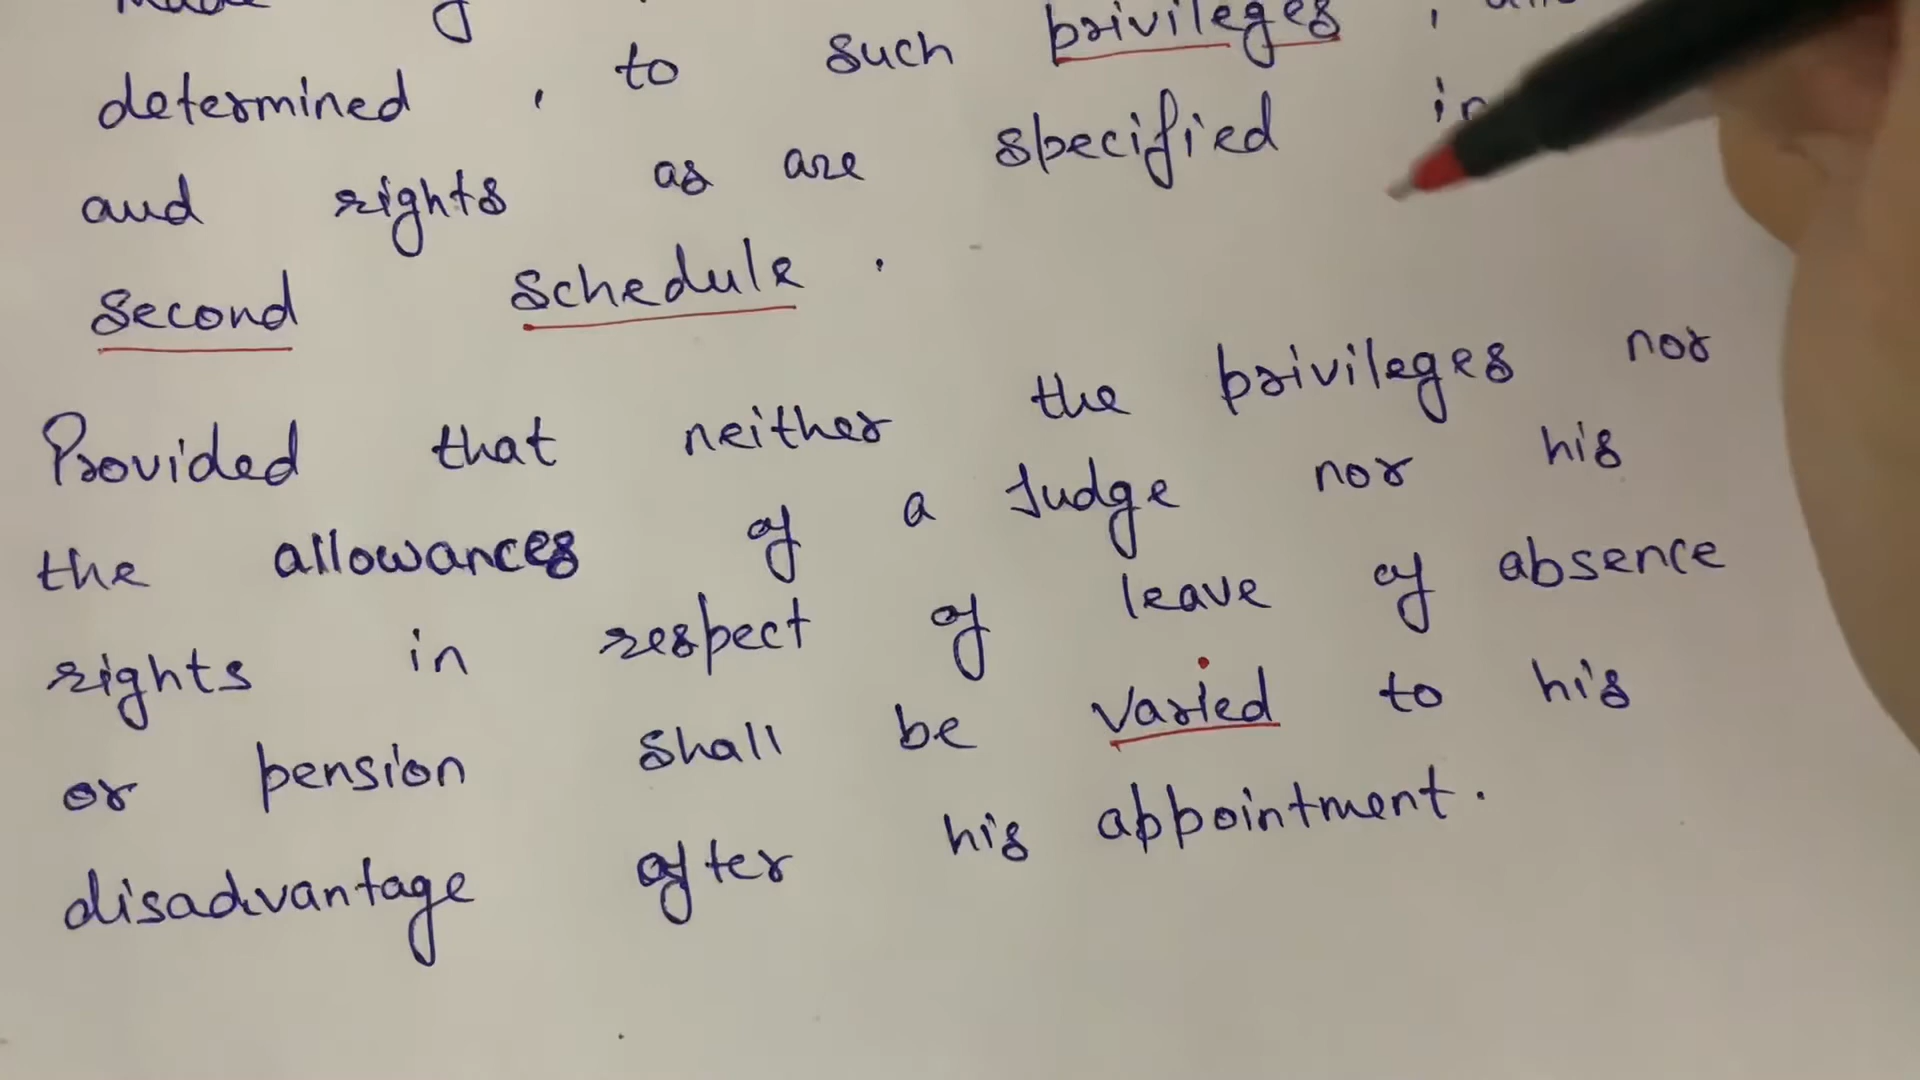 determined , to such privileges ,
and rights as are specified in
Second Schedule .
Provided that neither the privileges nor
the allowances of a Judge nor his
rights in respect of leave of absence
or pension shall be varied to his
disadvantage after his appointment .